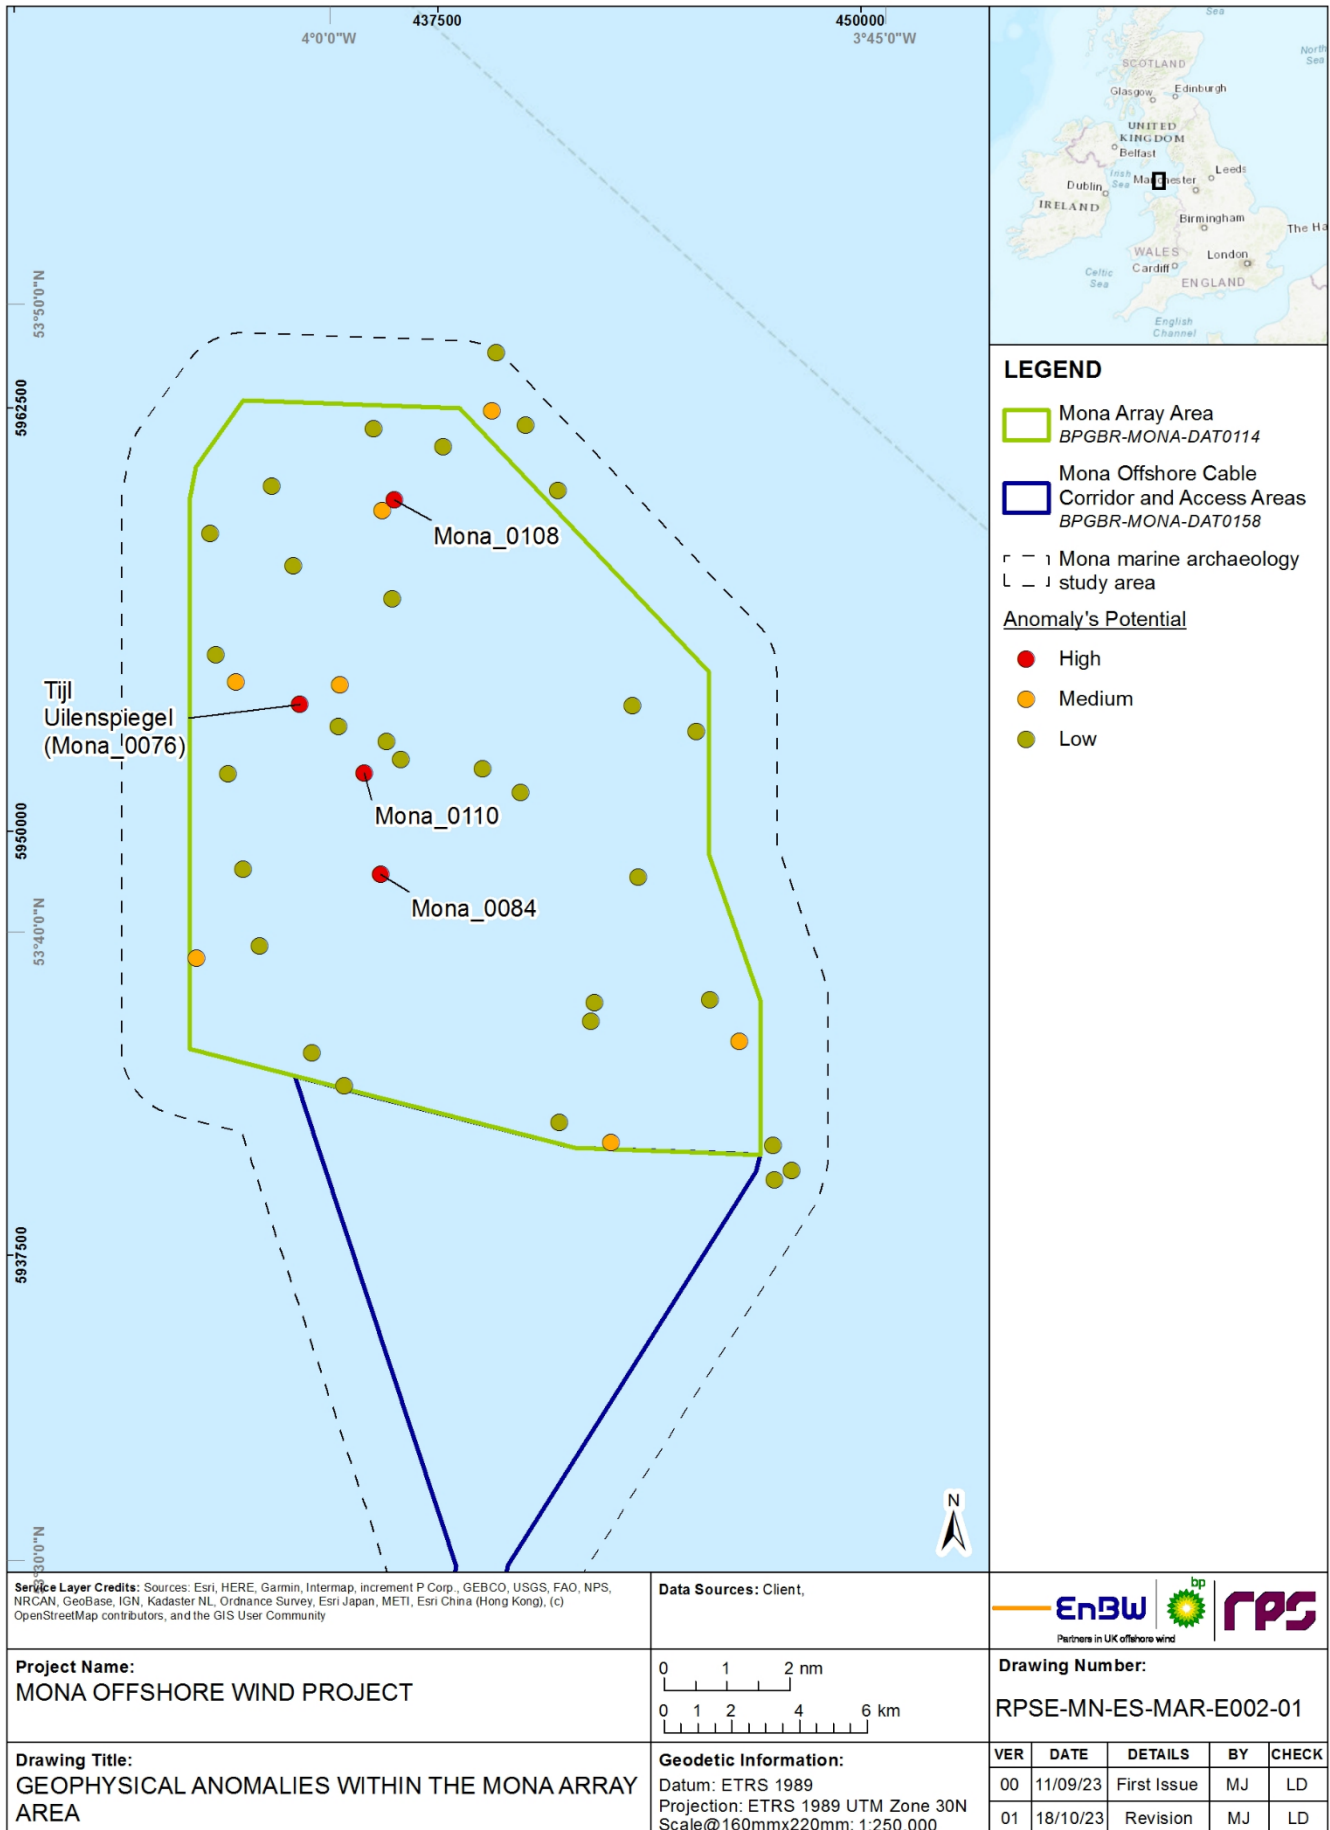 437500
450000
4°0'0"W
3°45'0"W
53°50'0"N
5962500
5950000
53°40'0"N
5937500
53°30'0"N
Mona_0108
Tijl
Uilenspiegel
(Mona_0076)
Mona_0110
Mona_0084
N
Sea
North
Sea
SCOTLAND
Glasgow
Edinburgh
UNITED
KINGDOM
Belfast
Irish
Sea
Dublin
Manchester
Leeds
IRELAND
Birmingham
The Ha
WALES
London
Cardiff
Celtic
Sea
ENGLAND
English
Channel
LEGEND
Mona Array Area
BPGBR-MONA-DAT0114
Mona Offshore Cable
Corridor and Access Areas
BPGBR-MONA-DAT0158
Mona marine archaeology
study area
Anomaly's Potential
High
Medium
Low
Service Layer Credits: Sources: Esri, HERE, Garmin, Intermap, increment P Corp., GEBCO, USGS, FAO, NPS,
NRCAN, GeoBase, IGN, Kadaster NL, Ordnance Survey, Esri Japan, METI, Esri China (Hong Kong), (c)
OpenStreetMap contributors, and the GIS User Community
Data Sources: Client,
EnBW
bp
Partners in UK offshore wind
rps
Project Name:
MONA OFFSHORE WIND PROJECT
0 1 2 nm
0 1 2 4 6 km
Drawing Number:
RPSE-MN-ES-MAR-E002-01
Drawing Title:
GEOPHYSICAL ANOMALIES WITHIN THE MONA ARRAY
AREA
Geodetic Information:
Datum: ETRS 1989
Projection: ETRS 1989 UTM Zone 30N
Scale@160mmx220mm: 1:250,000
VER DATE DETAILS BY CHECK
00 11/09/23 First Issue MJ LD
01 18/10/23 Revision MJ LD